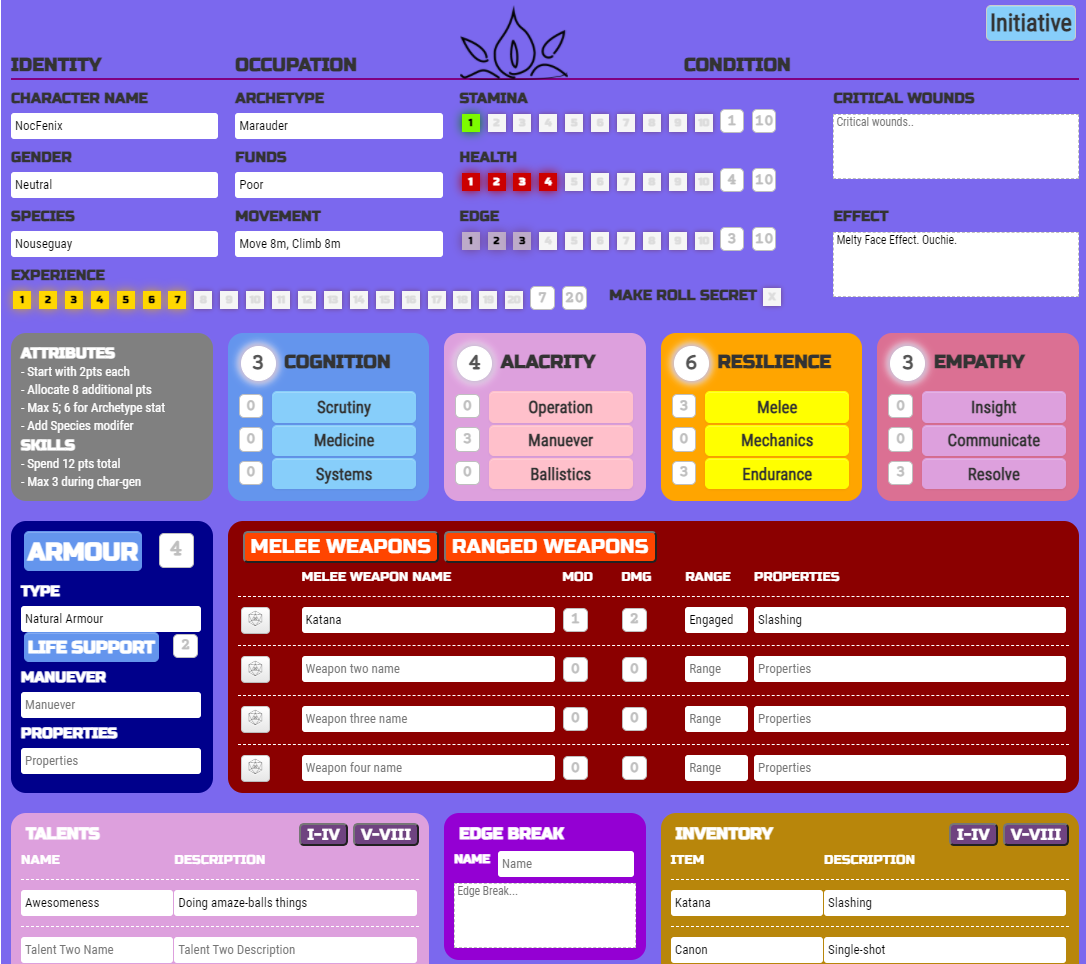 Initiative
IDENTITY OCCUPATION CONDITION
CHARACTER NAME ARCHETYPE STAMINA CRITICAL WOUNDS
NocFenix Marauder 1 2 3 4 5 6 7 8 9 10 1 10 Critical wounds..
GENDER FUNDS HEALTH
Neutral Poor 1 2 3 4 5 6 7 8 9 10 4 10
SPECIES MOVEMENT EDGE EFFECT
Nouseguay Move 8m, Climb 8m 1 2 3 4 5 6 7 8 9 10 3 10 Melty Face Effect. Ouchie.
EXPERIENCE
1 2 3 4 5 6 7 8 9 10 11 12 13 14 15 16 17 18 19 20 7 20 MAKE ROLL SECRET X
ATTRIBUTES
- Start with 2pts each
- Allocate 8 additional pts
- Max 5; 6 for Archetype stat
- Add Species modifer
SKILLS
- Spend 12 pts total
- Max 3 during char-gen
3 COGNITION
0 Scrutiny
0 Medicine
0 Systems
4 ALACRITY
0 Operation
3 Manuever
0 Ballistics
6 RESILIENCE
3 Melee
0 Mechanics
3 Endurance
3 EMPATHY
0 Insight
0 Communicate
3 Resolve
ARMOUR 4
TYPE
Natural Armour
LIFE SUPPORT 2
MANUEVER
Manuever
PROPERTIES
Properties
MELEE WEAPONS RANGED WEAPONS
MELEE WEAPON NAME MOD DMG RANGE PROPERTIES
Katana 1 2 Engaged Slashing
Weapon two name 0 0 Range Properties
Weapon three name 0 0 Range Properties
Weapon four name 0 0 Range Properties
TALENTS I-IV V-VIII
NAME DESCRIPTION
Awesomeness Doing amaze-balls things
Talent Two Name Talent Two Description
EDGE BREAK
NAME Name
Edge Break...
INVENTORY I-IV V-VIII
ITEM DESCRIPTION
Katana Slashing
Canon Single-shot